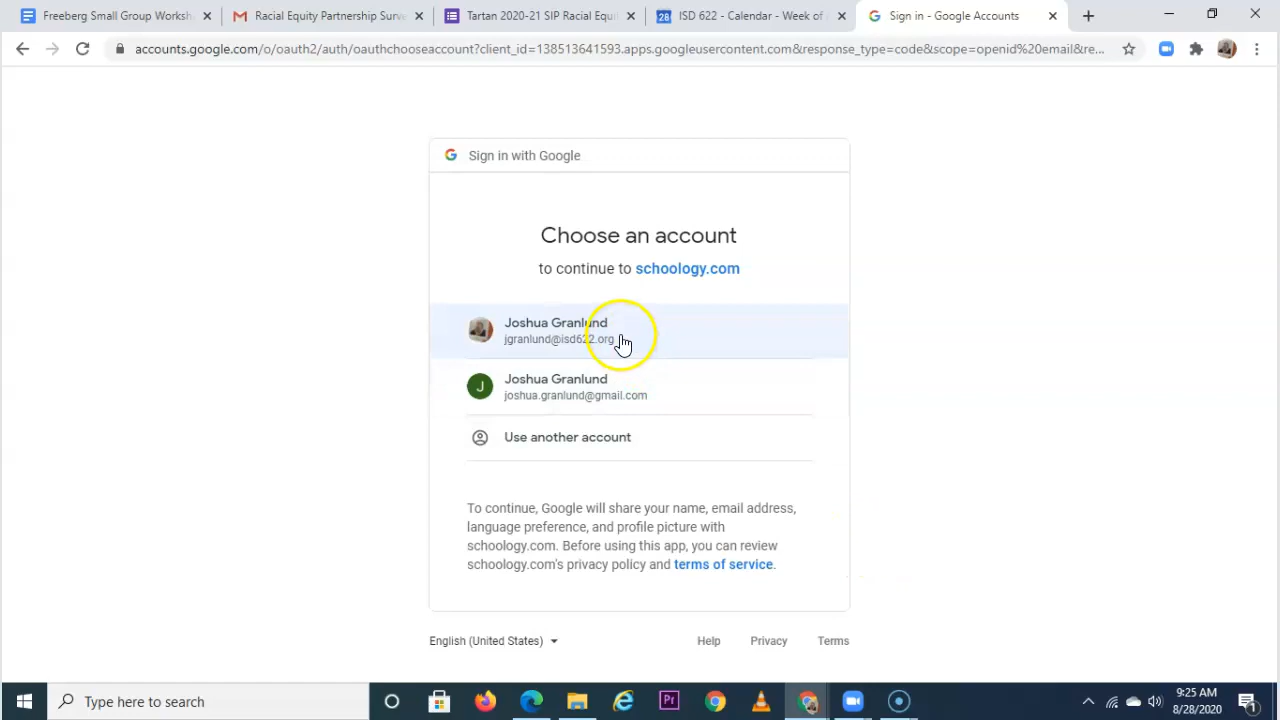 Freeberg Small Group Worksh
Racial Equity Partnership Surve
Tartan 2020-21 SIP Racial Equi
28
ISD 622 - Calendar - Week of
Sign in - Google Accounts
accounts.google.com/o/oauth2/auth/oauthchooseaccount?client_id=138513641593.apps.googleusercontent.com&response_type=code&scope=openid%20email&re...
Sign in with Google
Choose an account
to continue to schoology.com
Joshua Granlund
jgranlund@isd622.org
J
Joshua Granlund
joshua.granlund@gmail.com
Use another account
To continue, Google will share your name, email address,
language preference, and profile picture with
schoology.com. Before using this app, you can review
schoology.com's privacy policy and terms of service.
English (United States)
Help
Privacy
Terms
Type here to search
Pr
9:25 AM
8/28/2020
1